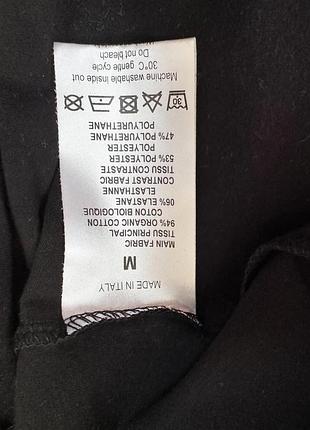 MADE IN ITALY
M
MAIN FABRIC
TISSU PRINCIPAL
94% ORGANIC COTTON
COTON BIOLOGIQUE
06% ELASTANE
ELASTHANNE
CONTRAST FABRIC
TISSU CONTRASTE
53% POLYESTER
POLYESTER
47% POLYURETHANE
POLYURETHANE
30
Machine washable inside out
30°C gentle cycle
Do not bleach